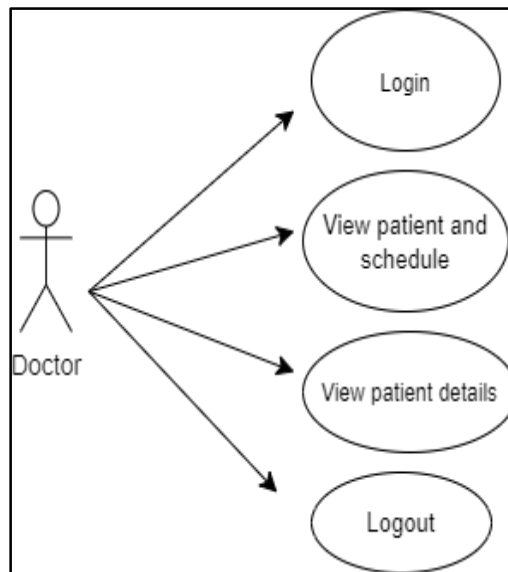 Login
View patient and
schedule
Doctor
View patient details
Logout